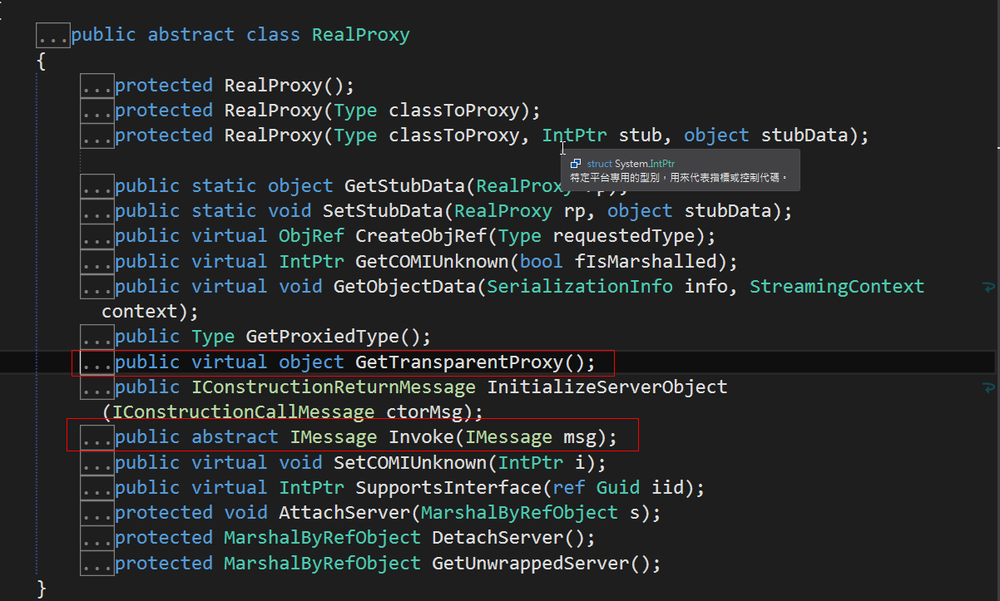 ...public abstract class RealProxy
{
...protected RealProxy();
...protected RealProxy(Type classToProxy);
...protected RealProxy(Type classToProxy, IntPtr stub, object stubData);
struct System.IntPtr
特定平台專用的型別，用來代表指標或控制代碼。
...public static object GetStubData(RealProxy rp);
...public static void SetStubData(RealProxy rp, object stubData);
...public virtual ObjRef CreateObjRef(Type requestedType);
...public virtual IntPtr GetCOMIUnknown(bool fIsMarshalled);
...public virtual void GetObjectData(SerializationInfo info, StreamingContext
context);
...public Type GetProxiedType();
...public virtual object GetTransparentProxy();
...public IConstructionReturnMessage InitializeServerObject
(IConstructionCallMessage ctorMsg);
...public abstract IMessage Invoke(IMessage msg);
...public virtual void SetCOMIUnknown(IntPtr i);
...public virtual IntPtr SupportsInterface(ref Guid iid);
...protected void AttachServer(MarshalByRefObject s);
...protected MarshalByRefObject DetachServer();
...protected MarshalByRefObject GetUnwrappedServer();
}